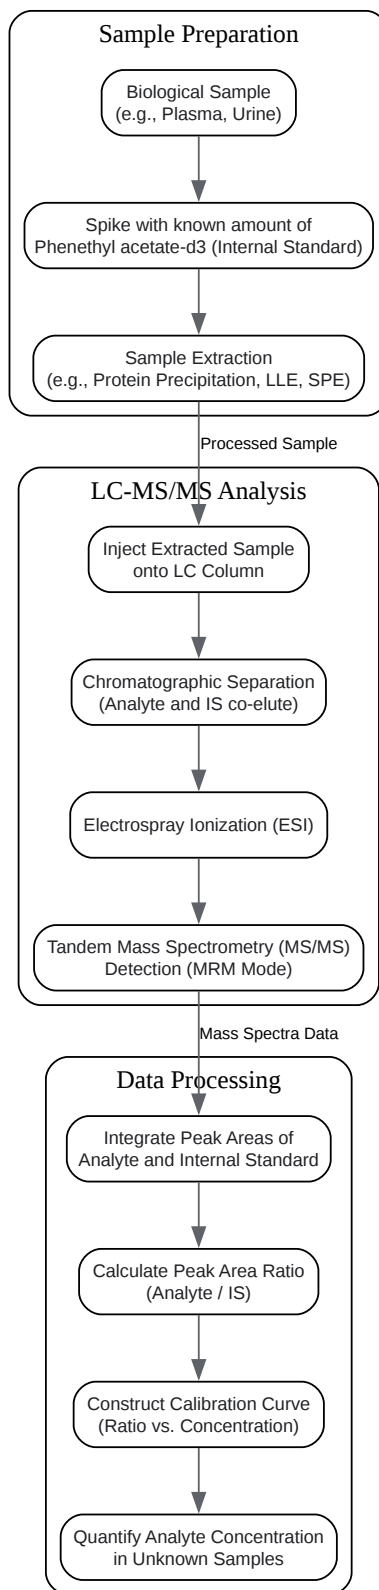 Sample Preparation
Biological Sample
(e.g., Plasma, Urine)
Spike with known amount of
Phenethyl acetate-d3 (Internal Standard)
Sample Extraction
(e.g., Protein Precipitation, LLE, SPE)
Processed Sample
LC-MS/MS Analysis
Inject Extracted Sample
onto LC Column
Chromatographic Separation
(Analyte and IS co-elute)
Electrospray Ionization (ESI)
Tandem Mass Spectrometry (MS/MS)
Detection (MRM Mode)
Mass Spectra Data
Data Processing
Integrate Peak Areas of
Analyte and Internal Standard
Calculate Peak Area Ratio
(Analyte / IS)
Construct Calibration Curve
(Ratio vs. Concentration)
Quantify Analyte Concentration
in Unknown Samples